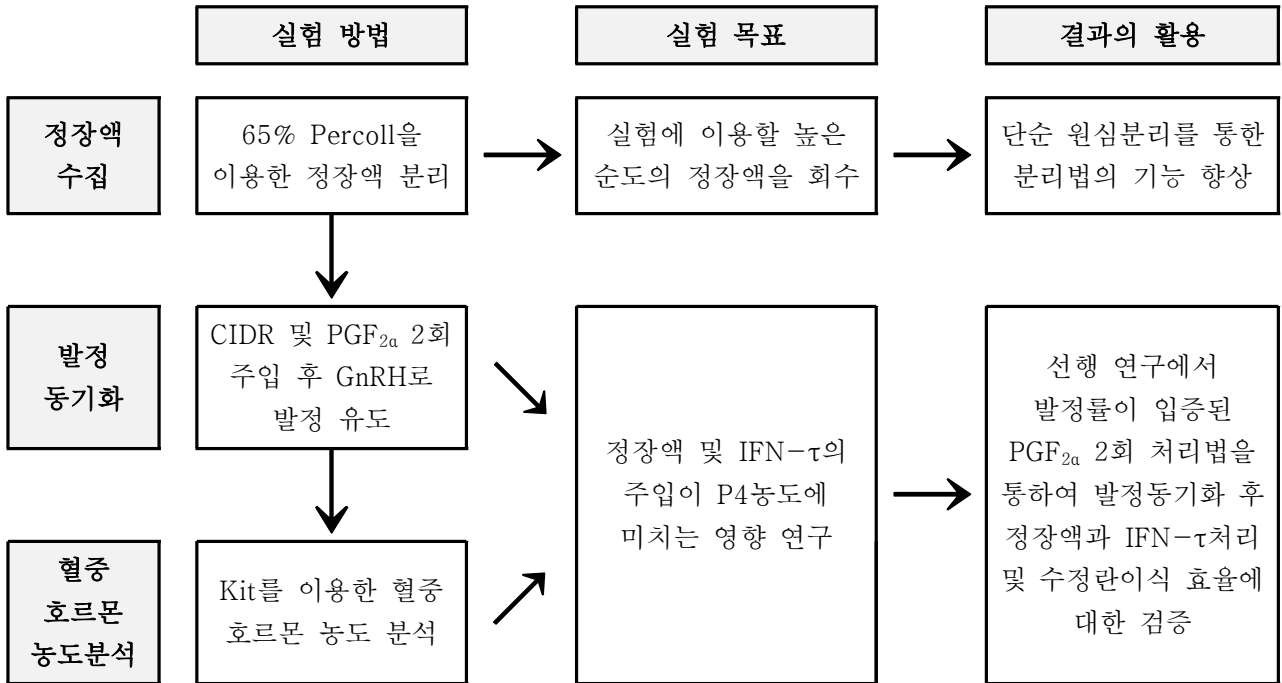 실험 방법
실험 목표
결과의 활용
정장액
수집
65% Percoll을
이용한 정장액 분리
실험에 이용할 높은
순도의 정장액을 회수
단순 원심분리를 통한
분리법의 기능 향상
발정
동기화
CIDR 및 PGF₂α 2회
주입 후 GnRH로
발정 유도
정장액 및 IFN-τ의
주입이 P4농도에
미치는 영향 연구
선행 연구에서
발정률이 입증된
PGF₂α 2회 처리법을
통하여 발정동기화 후
정장액과 IFN-τ처리
및 수정란이식 효율에
대한 검증
혈중
호르몬
농도분석
Kit를 이용한 혈중
호르몬 농도 분석